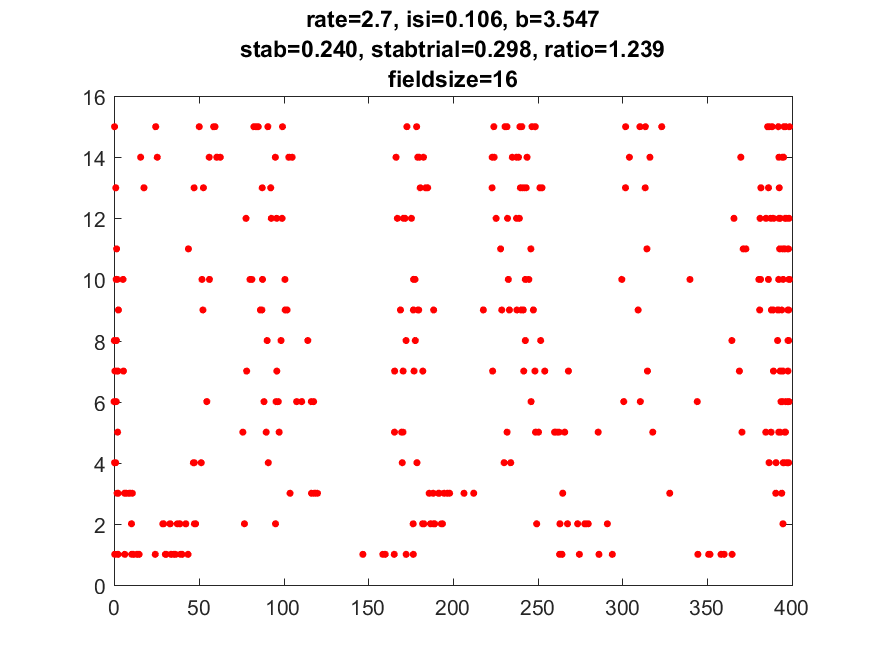 rate=2.7, isi=0.106, b=3.547
stab=0.240, stabtrial=0.298, ratio=1.239
fieldsize=16
16
14
12
10
8
6
4
2
0
0 50 100 150 200 250 300 350 400